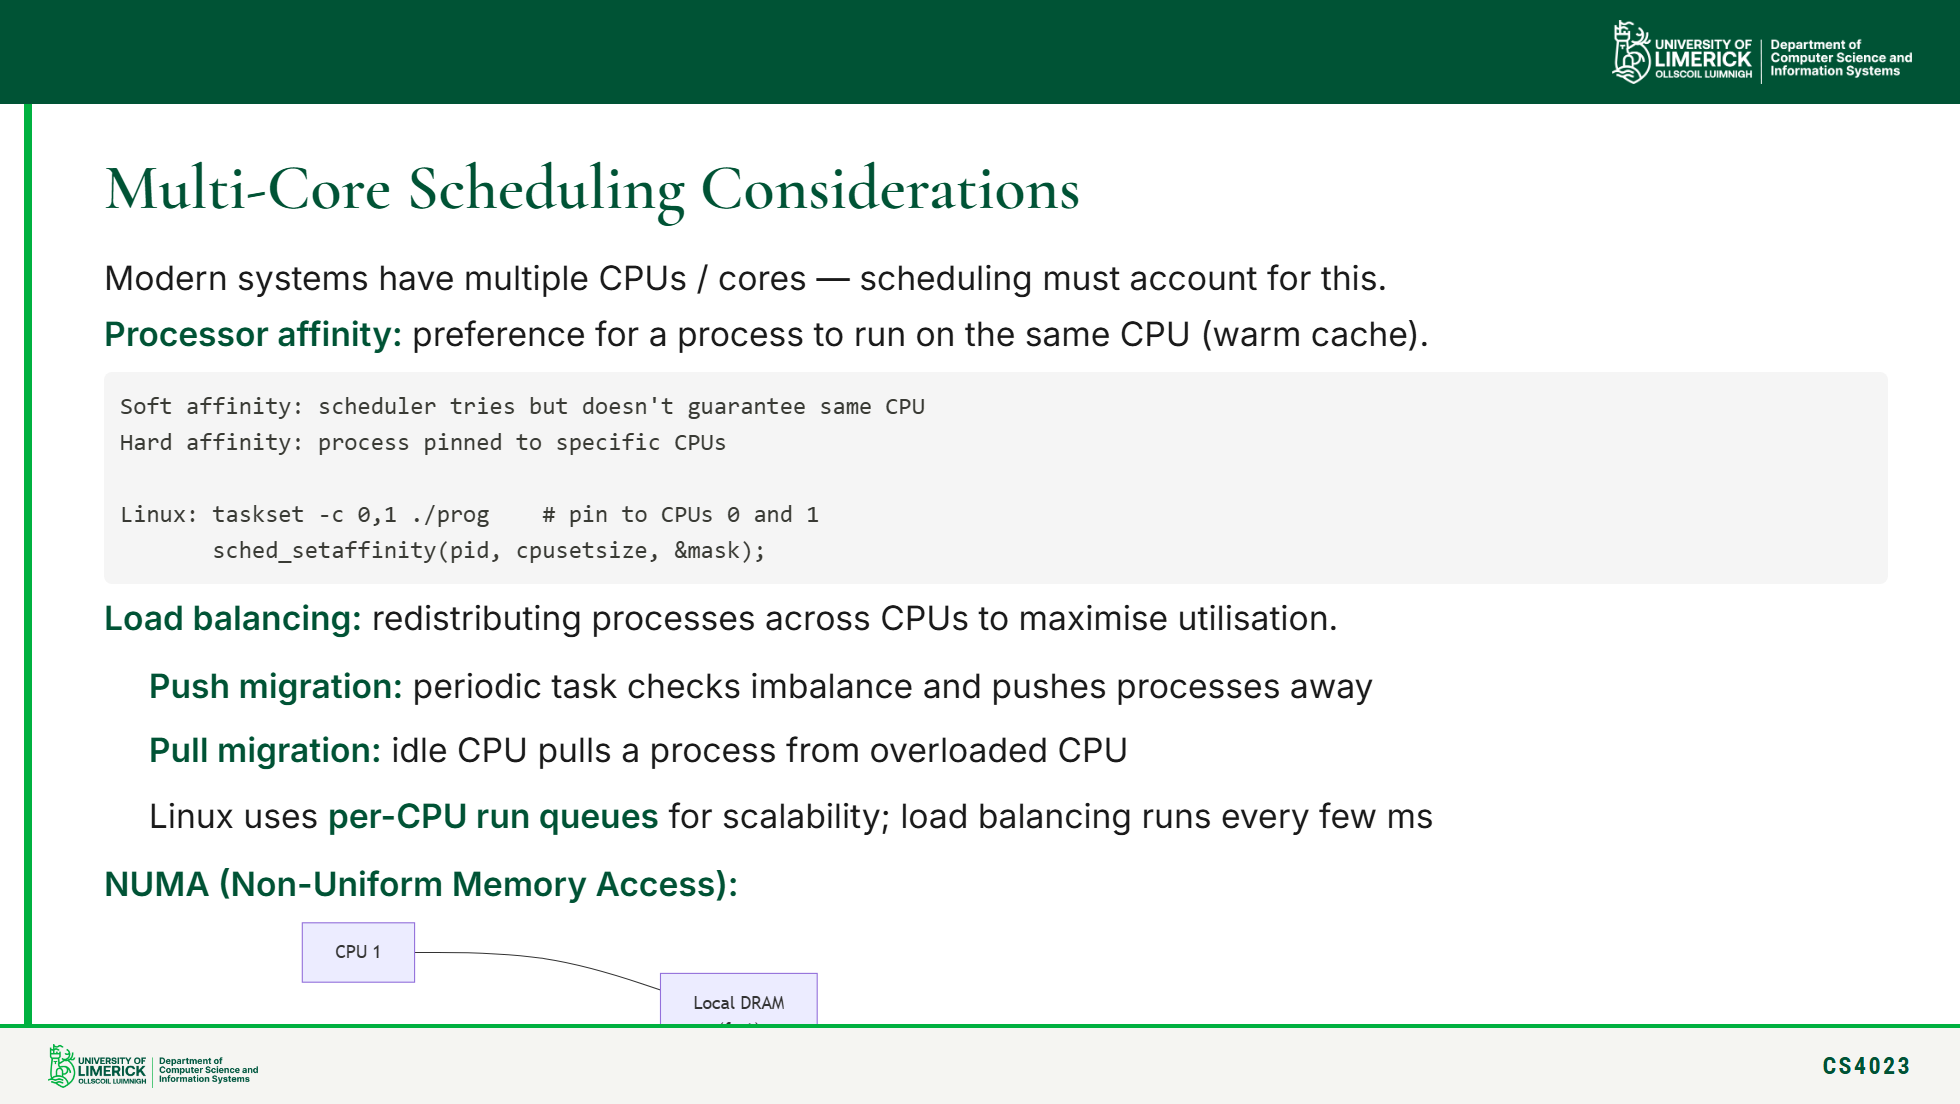 UNIVERSITY OF
LIMERICK
OLLSCOIL LUIMNIGH
Department of
Computer Science and
Information Systems
Multi-Core Scheduling Considerations
Modern systems have multiple CPUs / cores — scheduling must account for this.
Processor affinity: preference for a process to run on the same CPU (warm cache).
Soft affinity: scheduler tries but doesn't guarantee same CPU
Hard affinity: process pinned to specific CPUs
Linux: taskset -c 0,1 ./prog    # pin to CPUs 0 and 1
sched_setaffinity(pid, cpusetsize, &mask);
Load balancing: redistributing processes across CPUs to maximise utilisation.
Push migration: periodic task checks imbalance and pushes processes away
Pull migration: idle CPU pulls a process from overloaded CPU
Linux uses per-CPU run queues for scalability; load balancing runs every few ms
NUMA (Non-Uniform Memory Access):
CPU 1
Local DRAM
UNIVERSITY OF
LIMERICK
OLLSCOIL LUIMNIGH
Department of
Computer Science and
Information Systems
CS4023